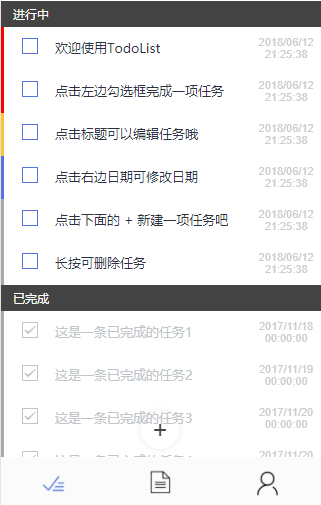 进行中
欢迎使用TodoList
2018/06/12
21:25:38
点击左边勾选框完成一项任务
2018/06/12
21:25:38
点击标题可以编辑任务哦
2018/06/12
21:25:38
点击右边日期可修改日期
2018/06/12
21:25:38
点击下面的 + 新建一项任务吧
2018/06/12
21:25:38
长按可删除任务
2018/06/12
21:25:38
已完成
这是一条已完成的任务1
2017/11/18
00:00:00
这是一条已完成的任务2
2017/11/19
00:00:00
这是一条已完成的任务3
2017/11/20
00:00:00
2017/11/20